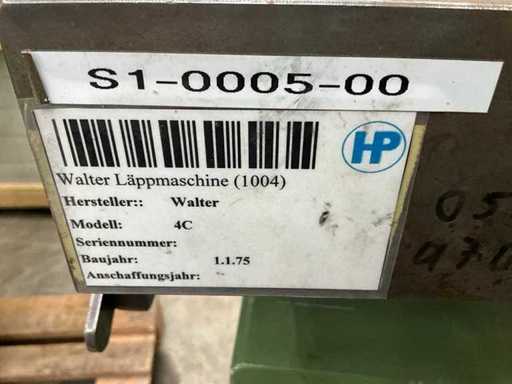 S1-0005-00
HP
Walter Läppmaschine (1004)
Hersteller:: Walter
Modell: 4C
Seriennummer:
Baujahr: 1.1.75
Anschaffungsjahr: